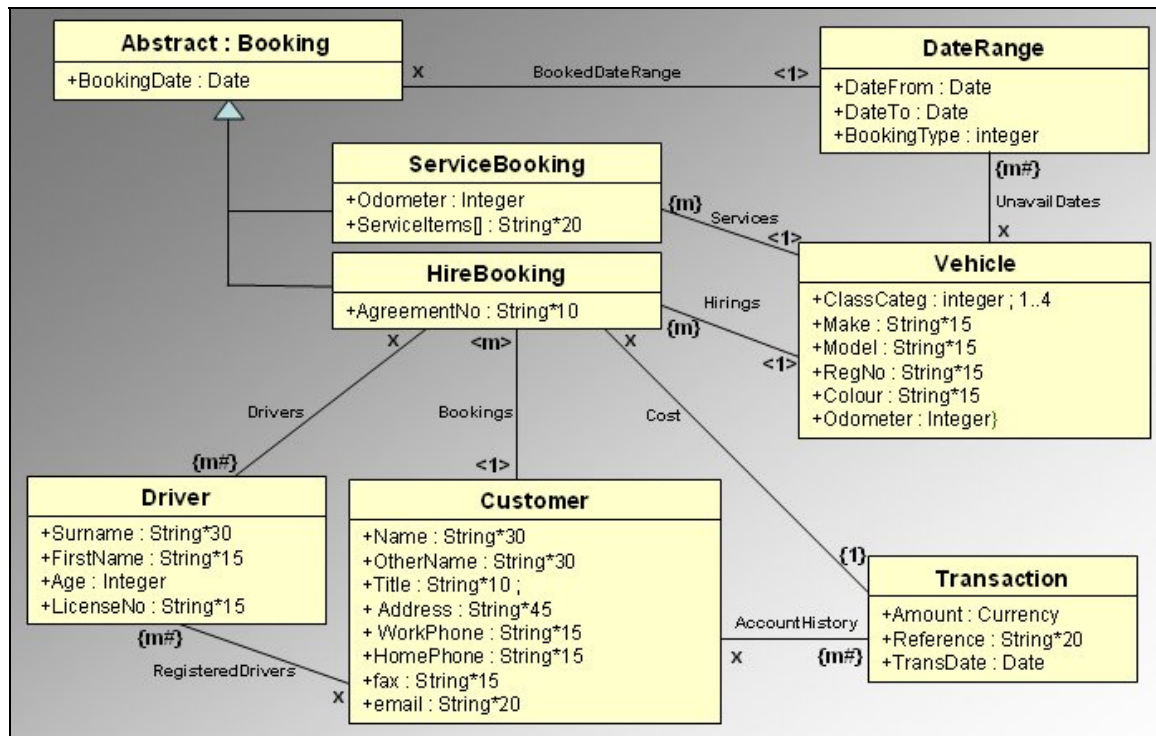 Abstract : Booking
+BookingDate : Date
X
BookedDateRange
<1>
DateRange
+DateFrom : Date
+DateTo : Date
+BookingType : integer
{m#}
UnavailDates
X
ServiceBooking
+Odometer : Integer
+ServiceItems[] : String*20
{m}
Services
<1>
HireBooking
+AgreementNo : String*10
{m}
Hirings
<1>
Vehicle
+ClassCateg : integer ; 1..4
+Make : String*15
+Model : String*15
+RegNo : String*15
+Colour : String*15
+Odometer : Integer}
X
Drivers
{m#}
<m>
Bookings
<1>
X
Cost
{1}
Driver
+Surname : String*30
+FirstName : String*15
+Age : Integer
+LicenseNo : String*15
{m#}
RegisteredDrivers
X
Customer
+Name : String*30
+OtherName : String*30
+Title : String*10 ;
+ Address : String*45
+ WorkPhone : String*15
+HomePhone : String*15
+fax : String*15
+email : String*20
AccountHistory
X
{m#}
Transaction
+Amount : Currency
+Reference : String*20
+TransDate : Date